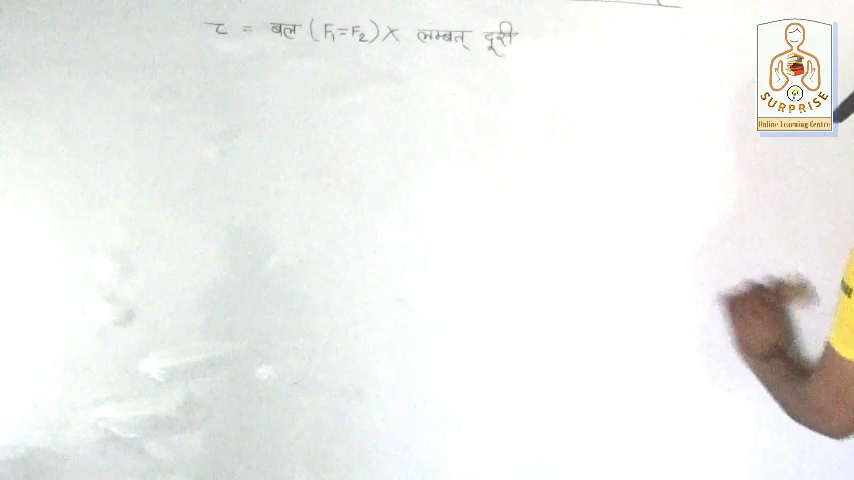 τ = बल (F₁=F₂) × लम्बत् दूरी
SURPRISE
Online Learning Centre